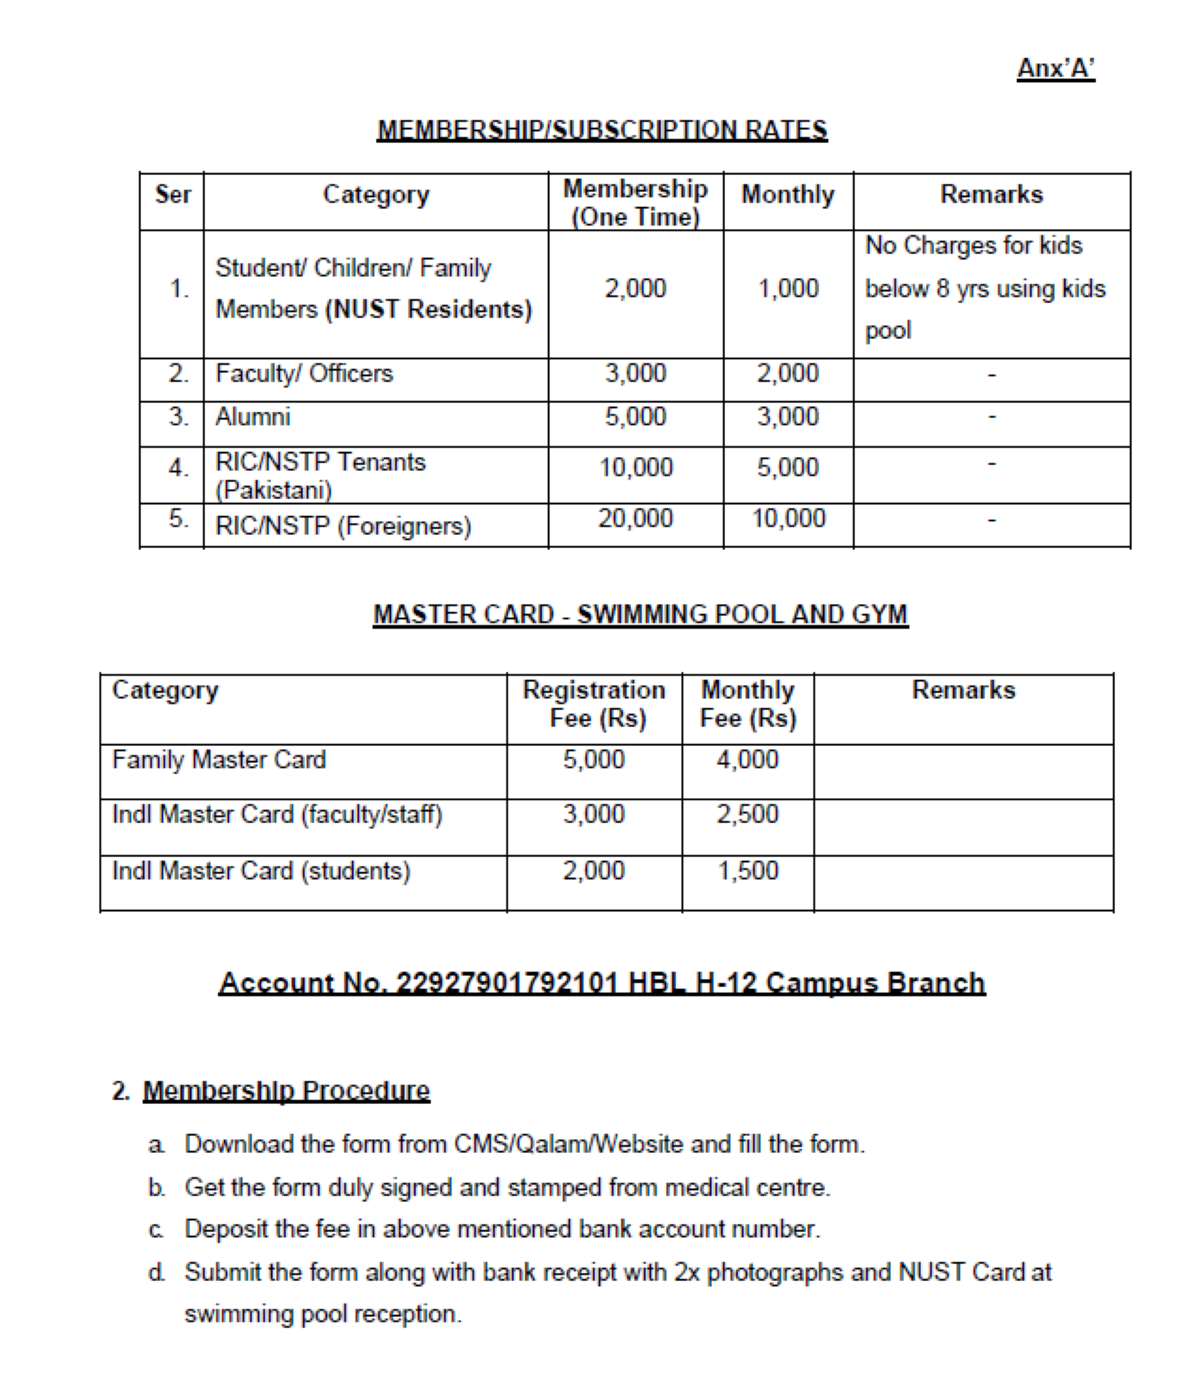 Anx’A’
MEMBERSHIP/SUBSCRIPTION RATES
Ser Category Membership (One Time) Monthly Remarks
1. Student/ Children/ Family Members (NUST Residents) 2,000 1,000 No Charges for kids below 8 yrs using kids pool
2. Faculty/ Officers 3,000 2,000 -
3. Alumni 5,000 3,000 -
4. RIC/NSTP Tenants (Pakistani) 10,000 5,000 -
5. RIC/NSTP (Foreigners) 20,000 10,000 -
MASTER CARD - SWIMMING POOL AND GYM
Category Registration Fee (Rs) Monthly Fee (Rs) Remarks
Family Master Card 5,000 4,000
Indl Master Card (faculty/staff) 3,000 2,500
Indl Master Card (students) 2,000 1,500
Account No. 22927901792101 HBL H-12 Campus Branch
2. Membership Procedure
a. Download the form from CMS/Qalam/Website and fill the form.
b. Get the form duly signed and stamped from medical centre.
c. Deposit the fee in above mentioned bank account number.
d. Submit the form along with bank receipt with 2x photographs and NUST Card at
swimming pool reception.